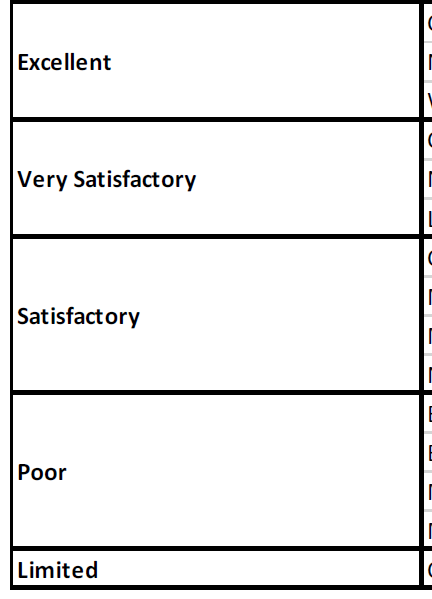 Excellent
Very Satisfactory
Satisfactory
Poor
Limited